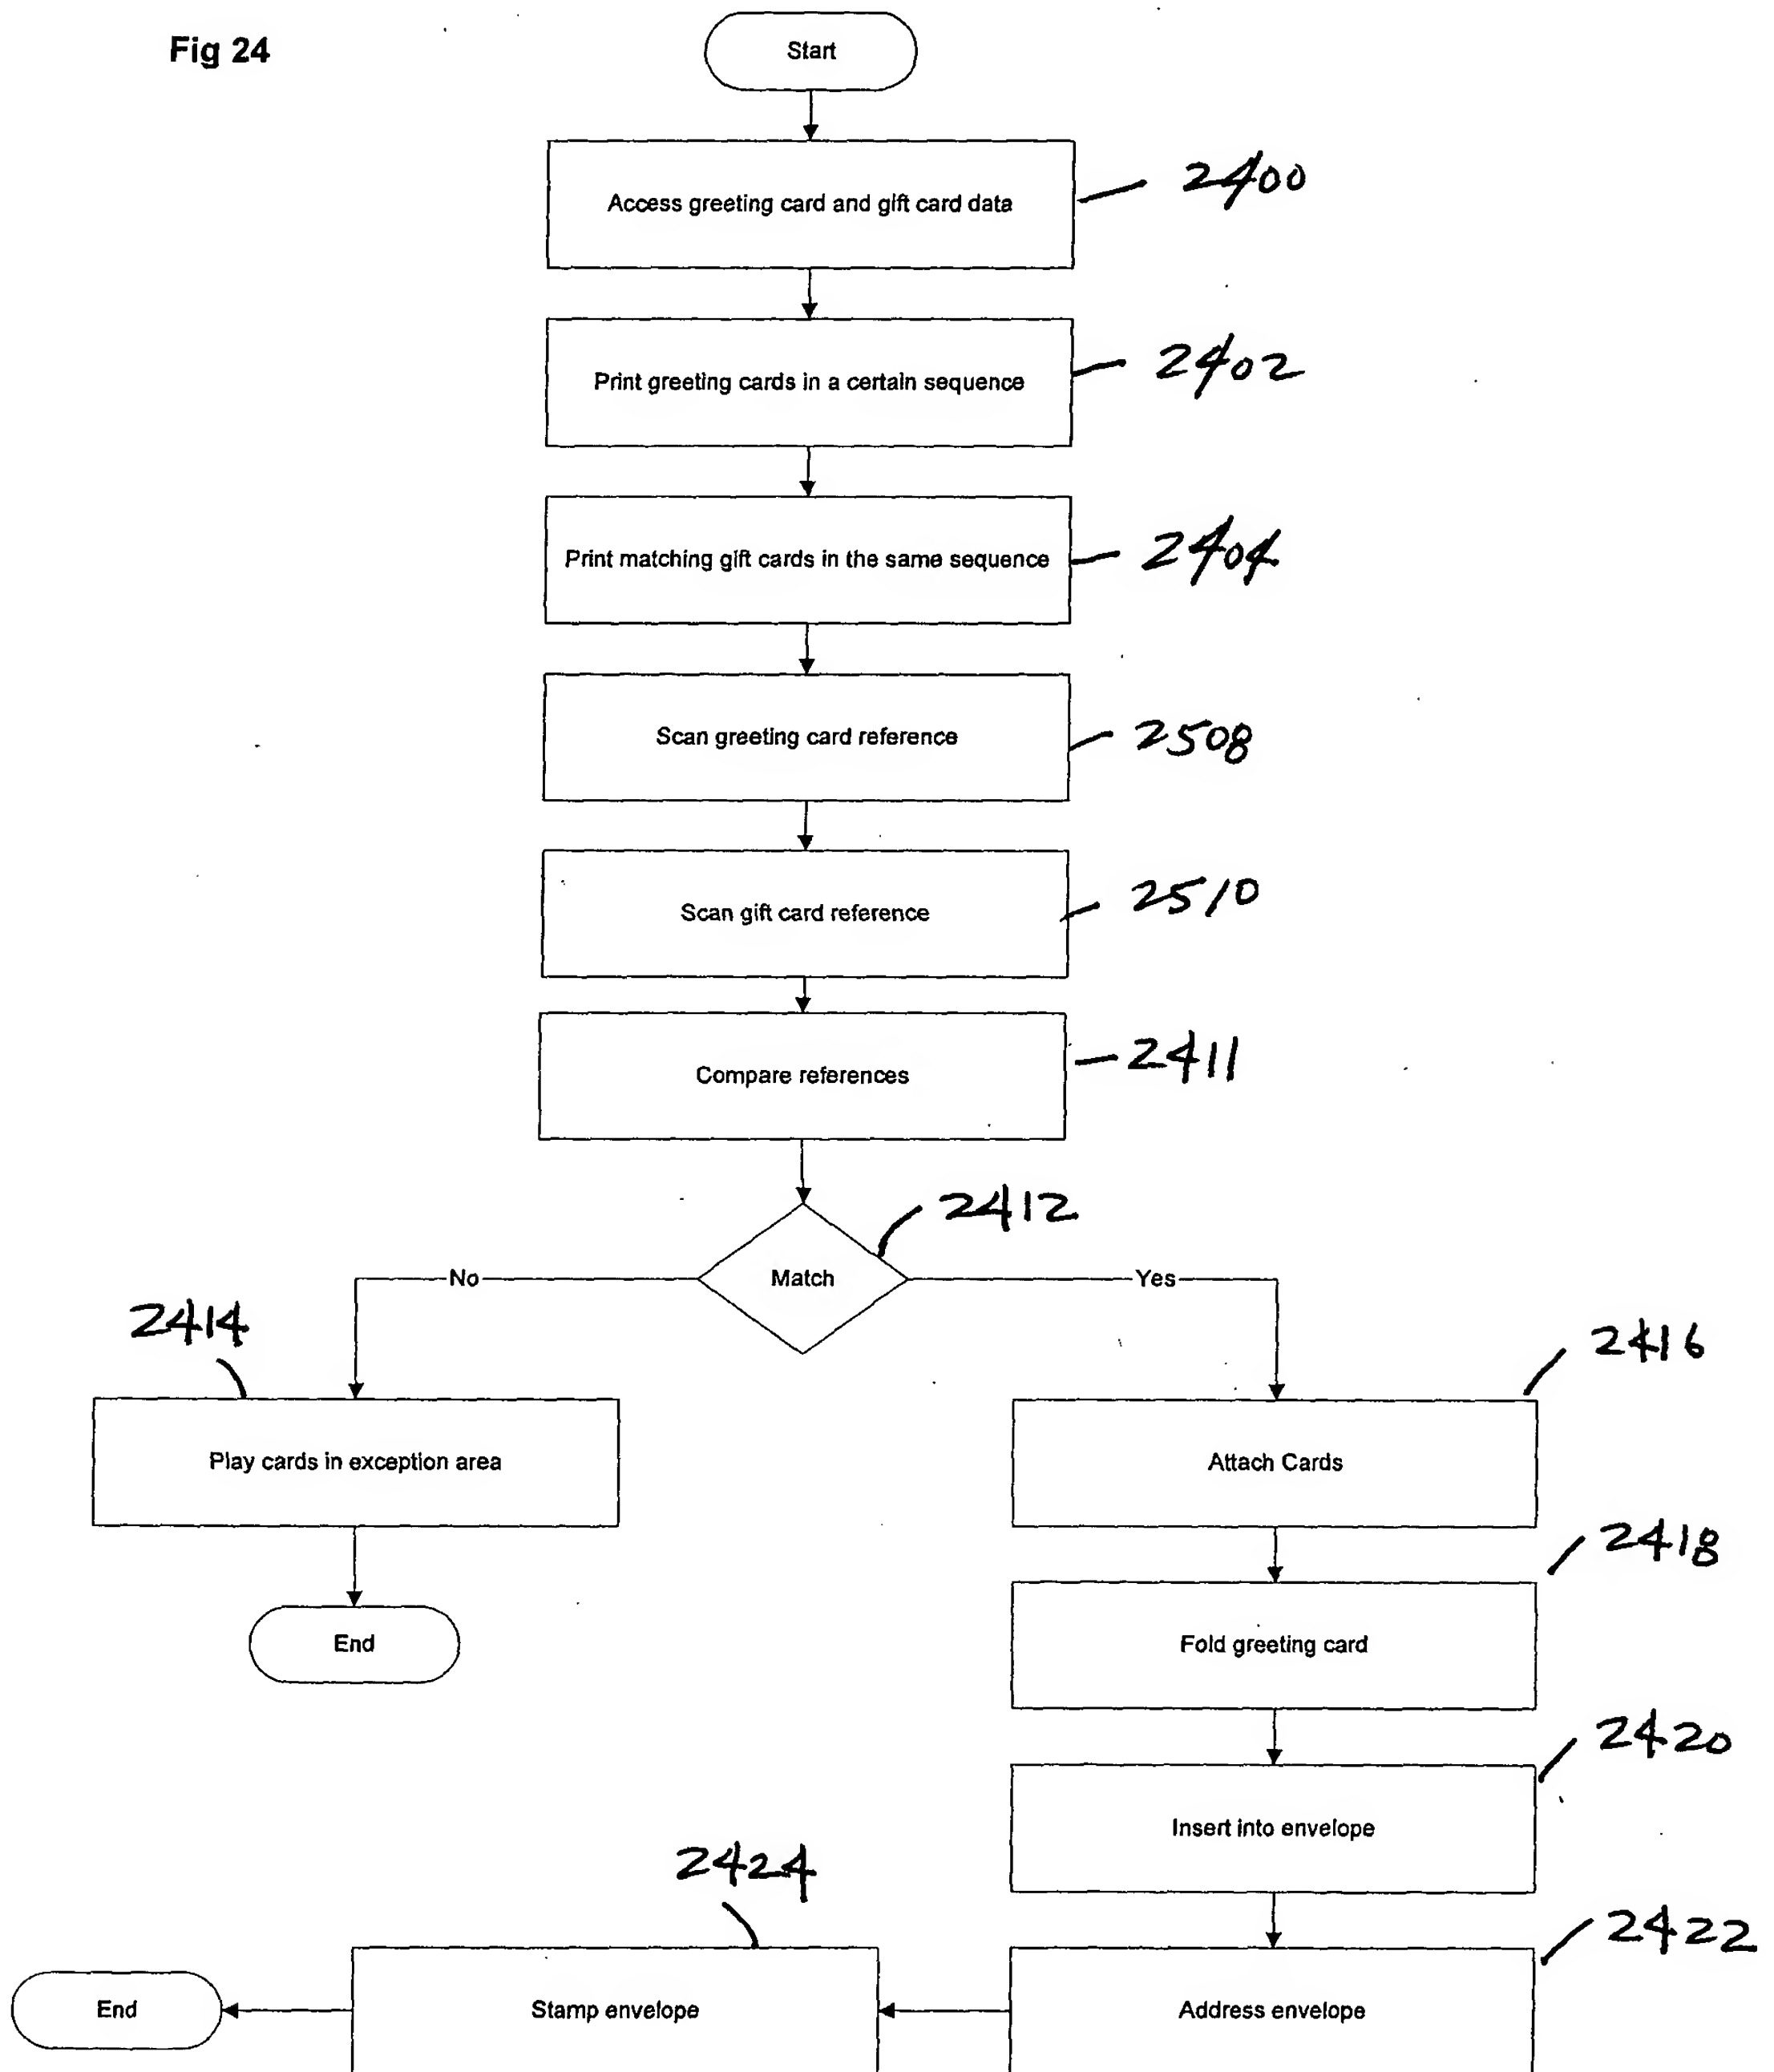 Fig 24
Start
Access greeting card and gift card data
2400
Print greeting cards in a certain sequence
2402
Print matching gift cards in the same sequence
2404
Scan greeting card reference
2508
Scan gift card reference
2510
Compare references
2411
2412
Match
No
Yes
2414
2416
Play cards in exception area
Attach Cards
2418
End
Fold greeting card
2420
Insert into envelope
2424
2422
End
Stamp envelope
Address envelope